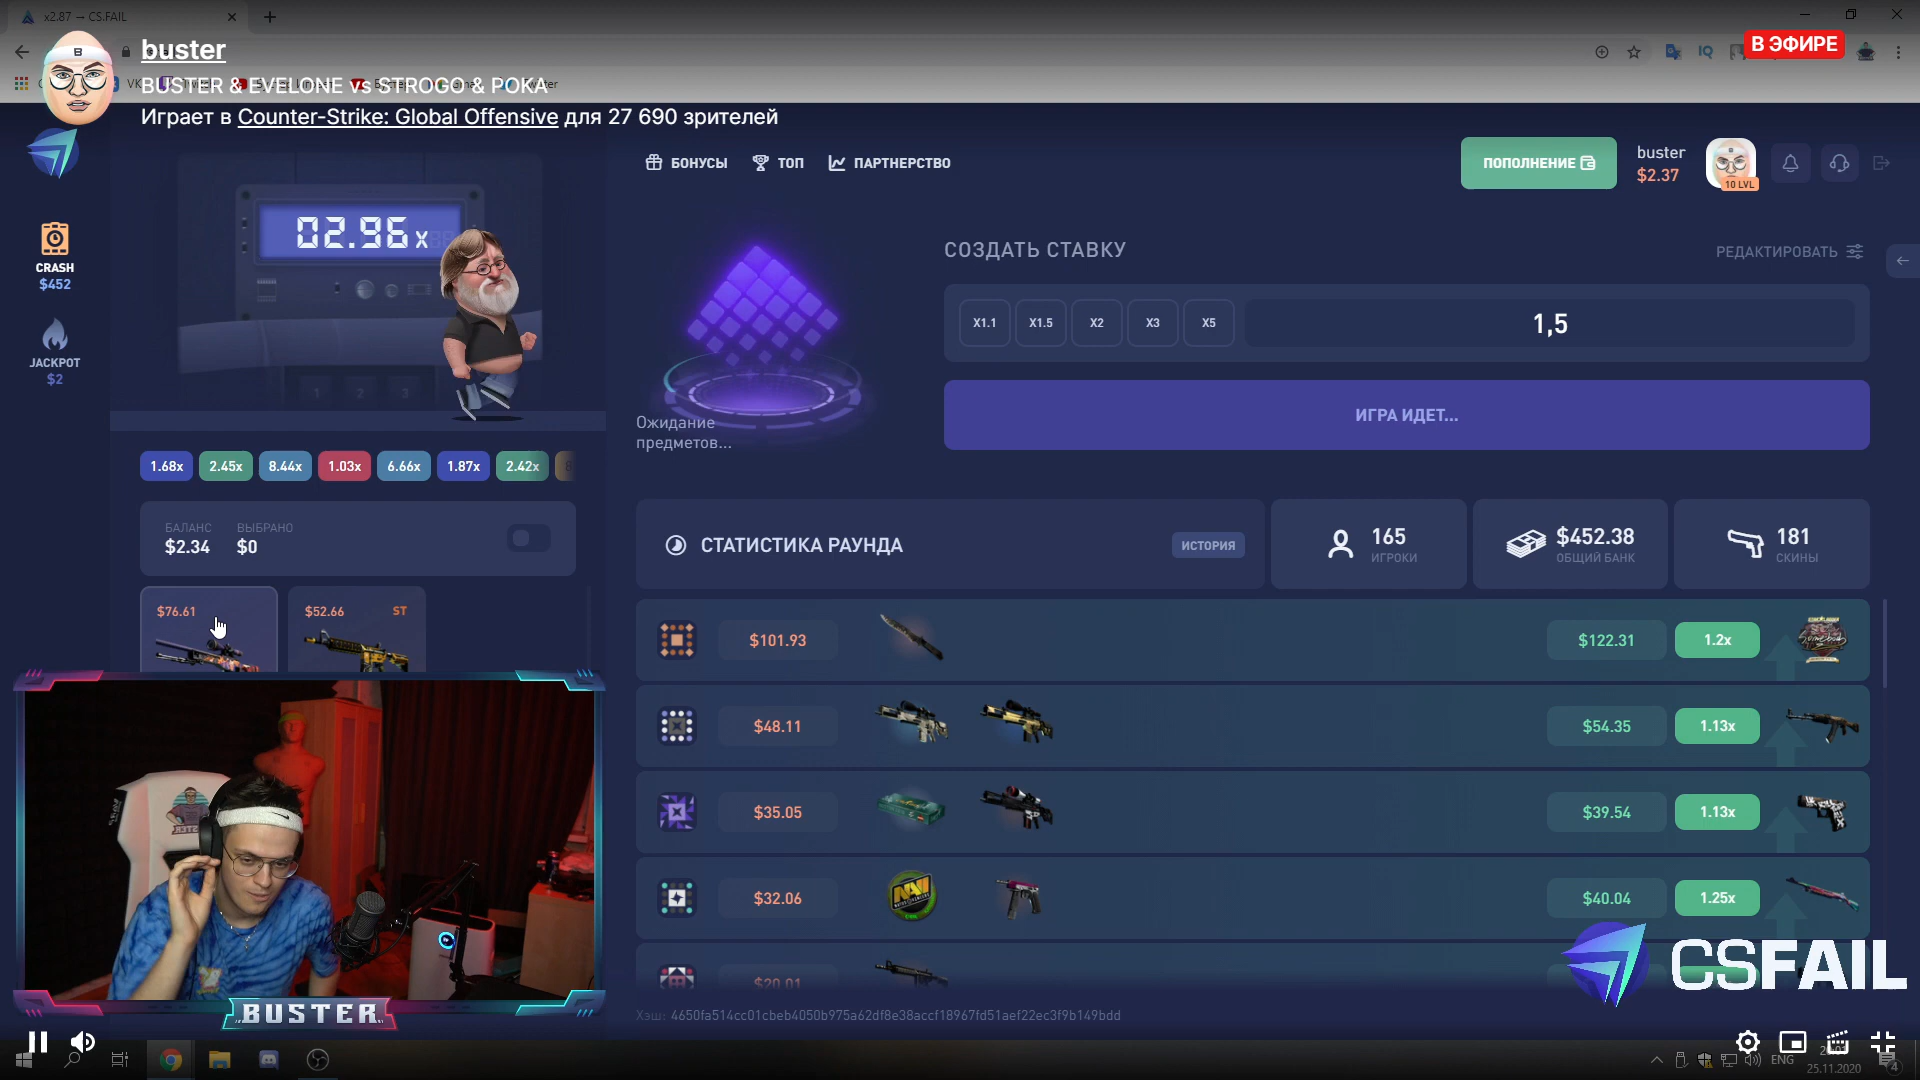 x2.87 → CS.FAIL
buster
BUSTER & EVELONE vs STROGO & POKA
Играет в Counter-Strike: Global Offensive для 27 690 зрителей
В ЭФИРЕ
БОНУСЫ
ТОП
ПАРТНЕРСТВО
ПОПОЛНЕНИЕ
buster
$2.37
10 LVL
CRASH
$452
JACKPOT
$2
02.96x
1 2 3
Ожидание
предметов...
СОЗДАТЬ СТАВКУ
РЕДАКТИРОВАТЬ
X1.1 X1.5 X2 X3 X5 1,5
ИГРА ИДЕТ...
1.68x 2.45x 8.44x 1.03x 6.66x 1.87x 2.42x
БАЛАНС ВЫБРАНО
$2.34 $0
$76.61 $52.66 ST
СТАТИСТИКА РАУНДА
ИСТОРИЯ
165
ИГРОКИ
$452.38
ОБЩИЙ БАНК
181
СКИНЫ
$101.93 $122.31 1.2x
$48.11 $54.35 1.13x
$35.05 $39.54 1.13x
$32.06 $40.04 1.25x
$20.01
Хэш: 4650fa514cc01cbeb4050b975a62df8e38accf18967fd51aef22ec3f9b149bdd
BUSTER
CSFAIL
ENG
25.11.2020
4